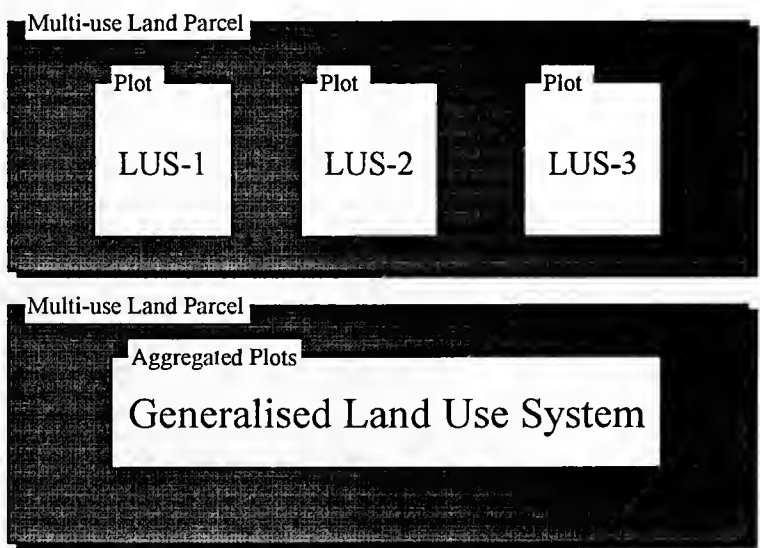 Multi-use Land Parcel
Plot Plot Plot
LUS-1 LUS-2 LUS-3
Multi-use Land Parcel
Aggregated Plots
Generalised Land Use System